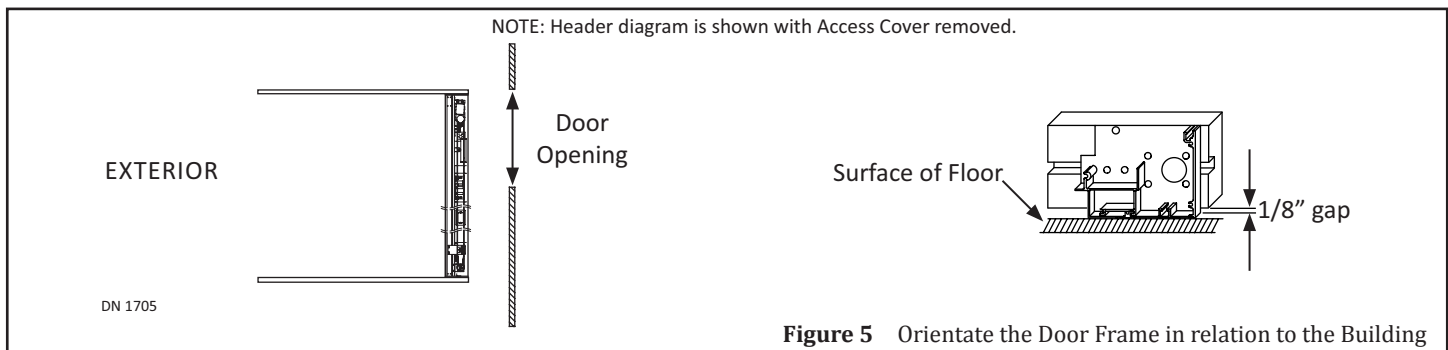 NOTE: Header diagram is shown with Access Cover removed.
EXTERIOR
Door
Opening
Surface of Floor
1/8” gap
DN 1705
Figure 5 Orientate the Door Frame in relation to the Building